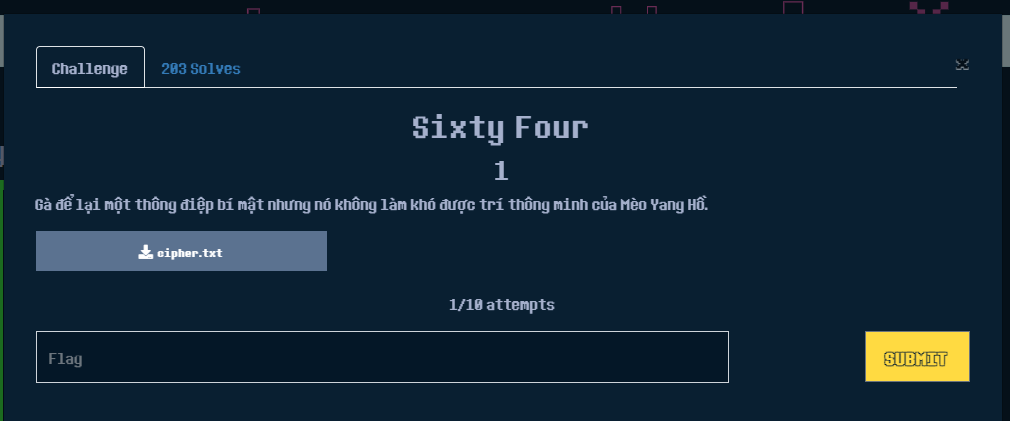 Challenge
203 Solves
×
Sixty Four
1
Gà để lại một thông điệp bí mật nhưng nó không làm khó được trí thông minh của Mèo Yang Hồ.
cipher.txt
1/10 attempts
Flag
SUBMIT